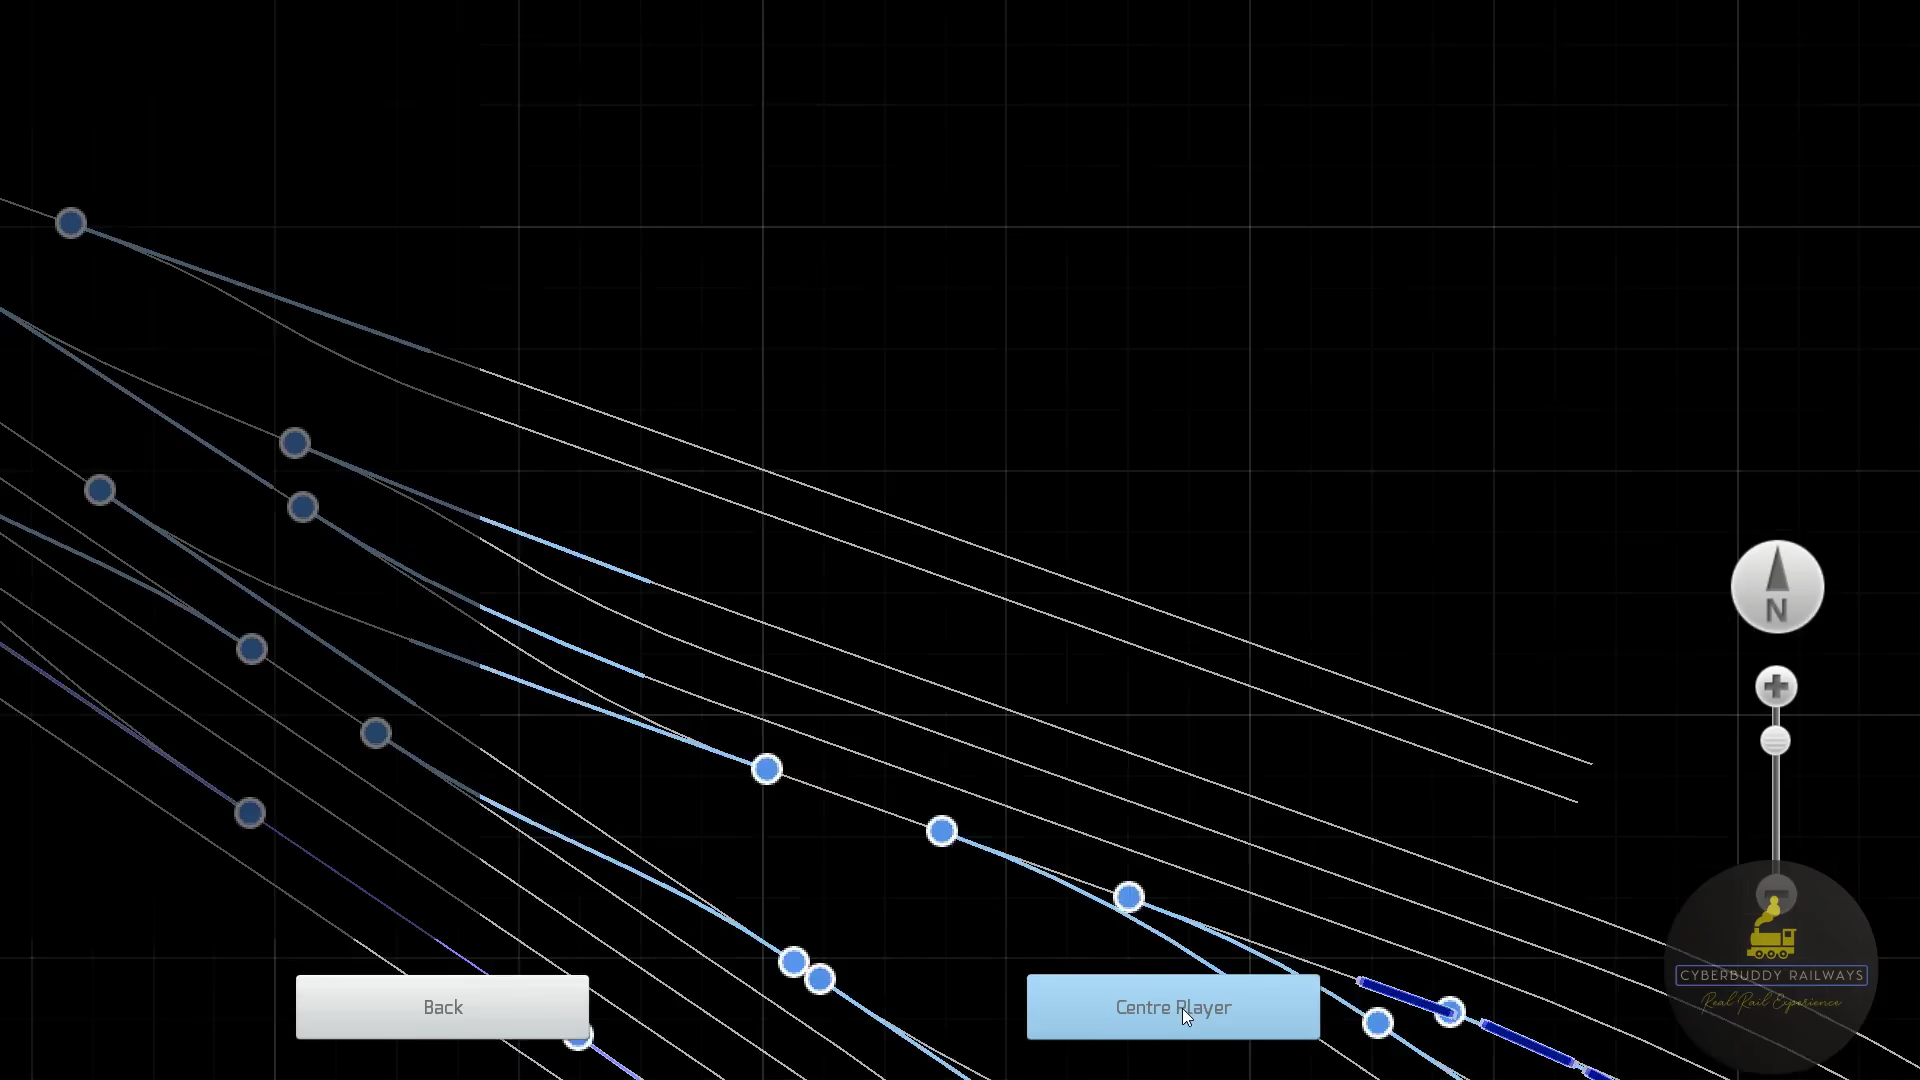 N
CYBERBUDDY RAILWAYS
Real Rail Experience
Back
Centre Player